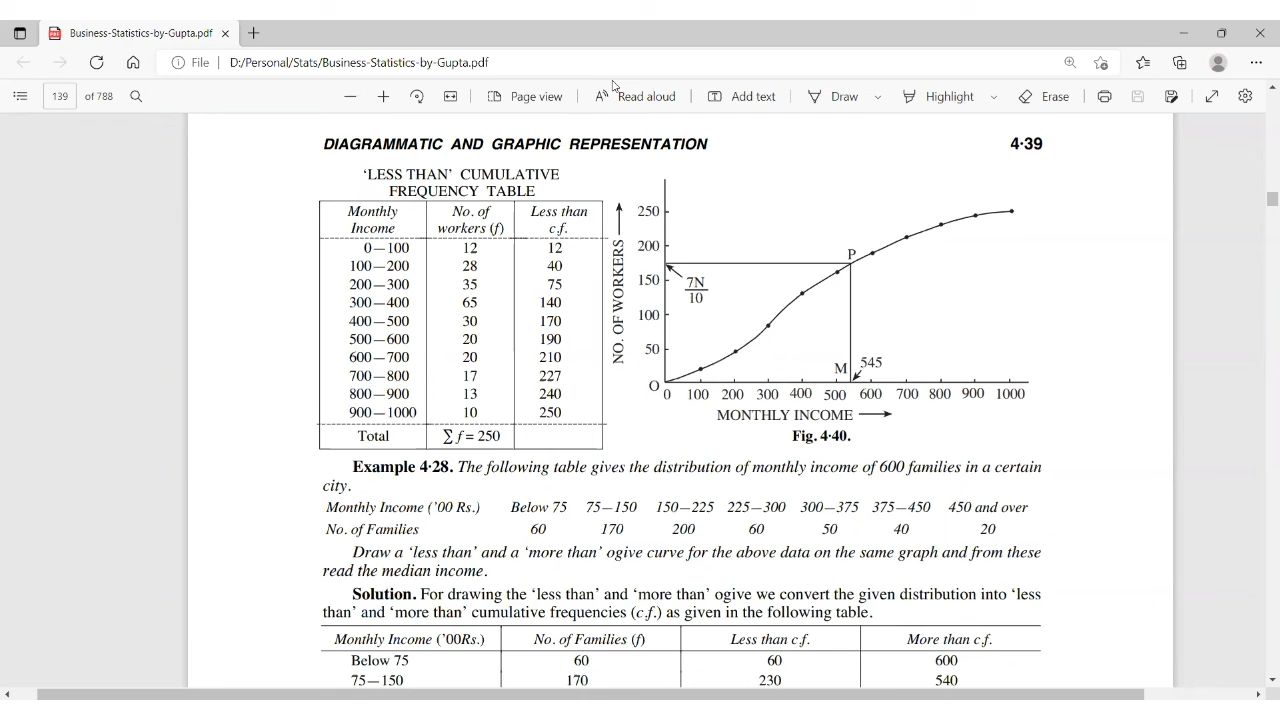 Business-Statistics-by-Gupta.pdf
File | D:/Personal/Stats/Business-Statistics-by-Gupta.pdf
139 of 788 Page view Read aloud Add text Draw Highlight Erase
DIAGRAMMATIC AND GRAPHIC REPRESENTATION 4·39
‘LESS THAN’ CUMULATIVE
FREQUENCY TABLE
Monthly No. of Less than
Income workers (f) c.f.
0—100 12 12
100—200 28 40
200—300 35 75
300—400 65 140
400—500 30 170
500—600 20 190
600—700 20 210
700—800 17 227
800—900 13 240
900—1000 10 250
Total ∑ f = 250
NO. OF WORKERS
250
200
150
100
50
O
P
7N
10
M
545
0 100 200 300 400 500 600 700 800 900 1000
MONTHLY INCOME
Fig. 4·40.
Example 4·28. The following table gives the distribution of monthly income of 600 families in a certain
city.
Monthly Income (’00 Rs.) Below 75 75—150 150—225 225—300 300—375 375—450 450 and over
No. of Families 60 170 200 60 50 40 20
Draw a ‘less than’ and a ‘more than’ ogive curve for the above data on the same graph and from these
read the median income.
Solution. For drawing the ‘less than’ and ‘more than’ ogive we convert the given distribution into ‘less
than’ and ‘more than’ cumulative frequencies (c.f.) as given in the following table.
Monthly Income (’00Rs.) No. of Families (f) Less than c.f. More than c.f.
Below 75 60 60 600
75—150 170 230 540